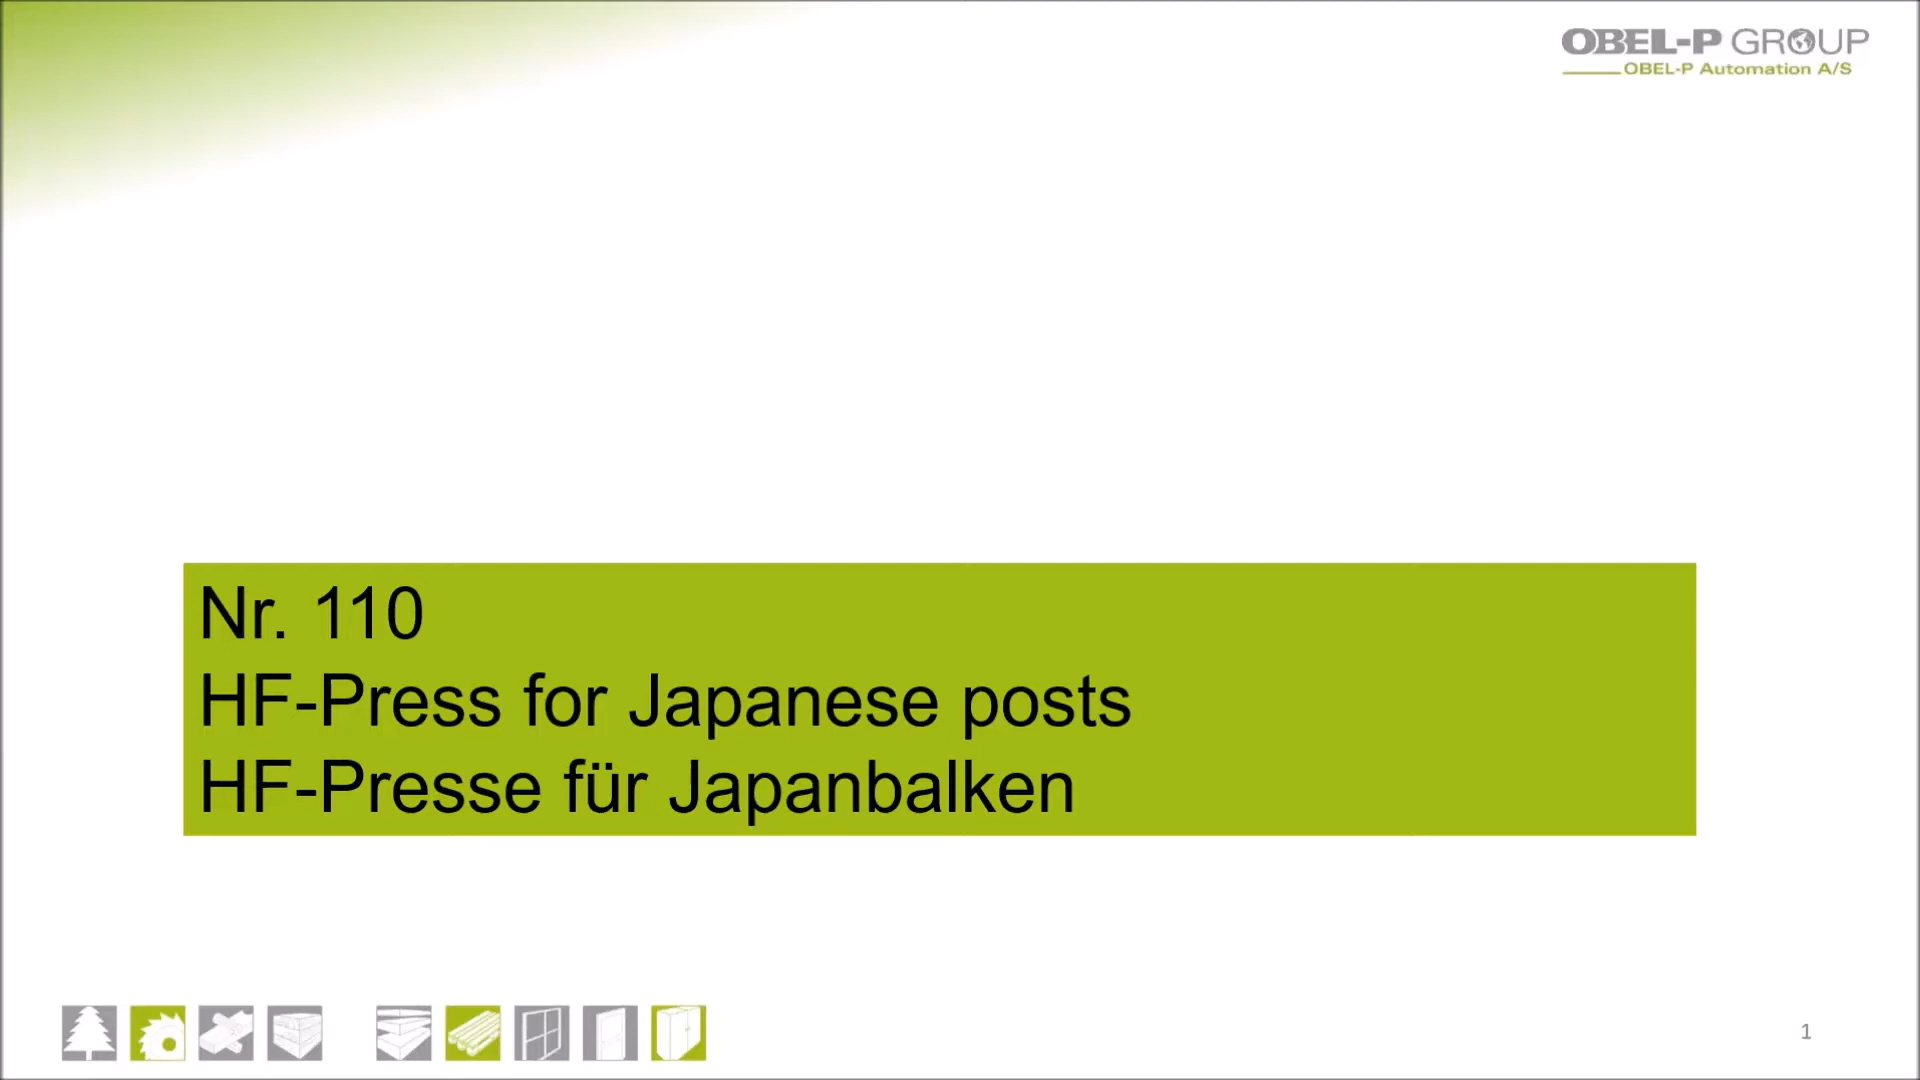 OBEL-P GROUP
OBEL-P Automation A/S
Nr. 110
HF-Press for Japanese posts
HF-Presse für Japanbalken
1